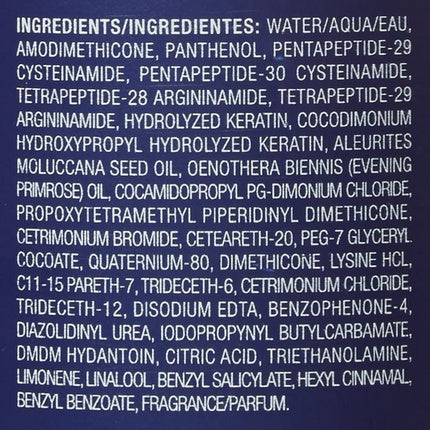 INGREDIENTS/INGREDIENTES: WATER/AQUA/EAU,
AMODIMETHICONE, PANTHENOL, PENTAPEPTIDE-29
CYSTEINAMIDE, PENTAPEPTIDE-30 CYSTEINAMIDE,
TETRAPEPTIDE-28 ARGININAMIDE, TETRAPEPTIDE-29
ARGININAMIDE, HYDROLYZED KERATIN, COCODIMONIUM
HYDROXYPROPYL HYDROLYZED KERATIN, ALEURITES
MOLUCCANA SEED OIL, OENOTHERA BIENNIS (EVENING
PRIMROSE) OIL, COCAMIDOPROPYL PG-DIMONIUM CHLORIDE,
PROPOXYTETRAMETHYL PIPERIDINYL DIMETHICONE,
CETRIMONIUM BROMIDE, CETEARETH-20, PEG-7 GLYCERYL
COCOATE, QUATERNIUM-80, DIMETHICONE, LYSINE HCL,
C11-15 PARETH-7, TRIDECETH-6, CETRIMONIUM CHLORIDE,
TRIDECETH-12, DISODIUM EDTA, BENZOPHENONE-4,
DIAZOLIDINYL UREA, IODOPROPYNYL BUTYLCARBAMATE,
DMDM HYDANTOIN, CITRIC ACID, TRIETHANOLAMINE,
LIMONENE, LINALOOL, BENZYL SALICYLATE, HEXYL CINNAMAL,
BENZYL BENZOATE, FRAGRANCE/PARFUM.